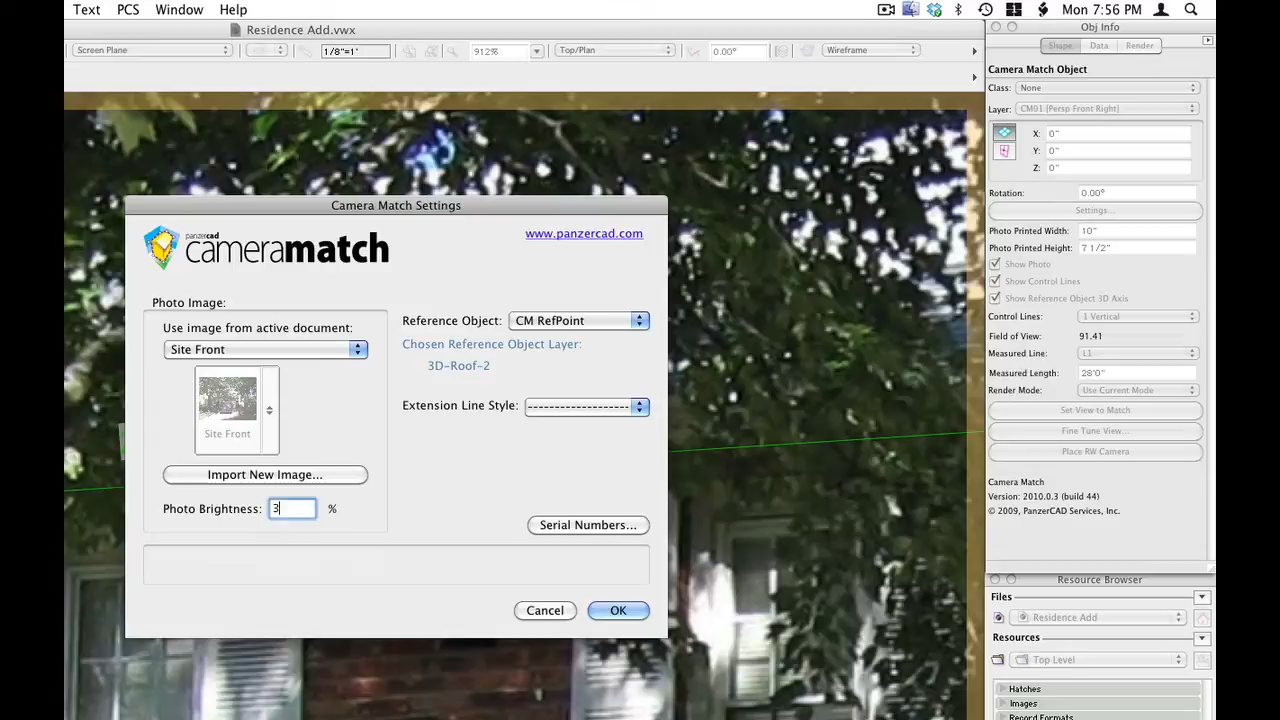 Text PCS Window Help Mon 7:56 PM
Residence Add.vwx
Screen Plane 1/8"=1' 912% Top/Plan 0.00° Wireframe
Camera Match Settings
panzercad
cameramatch
www.panzercad.com
Photo Image:
Use image from active document:
Site Front
Site Front
Import New Image...
Photo Brightness: 3 %
Reference Object: CM RefPoint
Chosen Reference Object Layer:
3D-Roof-2
Extension Line Style:
Serial Numbers...
Cancel OK
Obj Info
Shape Data Render
Camera Match Object
Class: None
Layer: CM01 [Persp Front Right]
X: 0"
Y: 0"
Z: 0"
Rotation: 0.00°
Settings...
Photo Printed Width: 10"
Photo Printed Height: 7 1/2"
Show Photo
Show Control Lines
Show Reference Object 3D Axis
Control Lines: 1 Vertical
Field of View: 91.41
Measured Line: L1
Measured Length: 28'0"
Render Mode: Use Current Mode
Set View to Match
Fine Tune View...
Place RW Camera
Camera Match
Version: 2010.0.3 (build 44)
© 2009, PanzerCAD Services, Inc.
Resource Browser
Files
Residence Add
Resources
Top Level
Hatches
Images
Record Formats